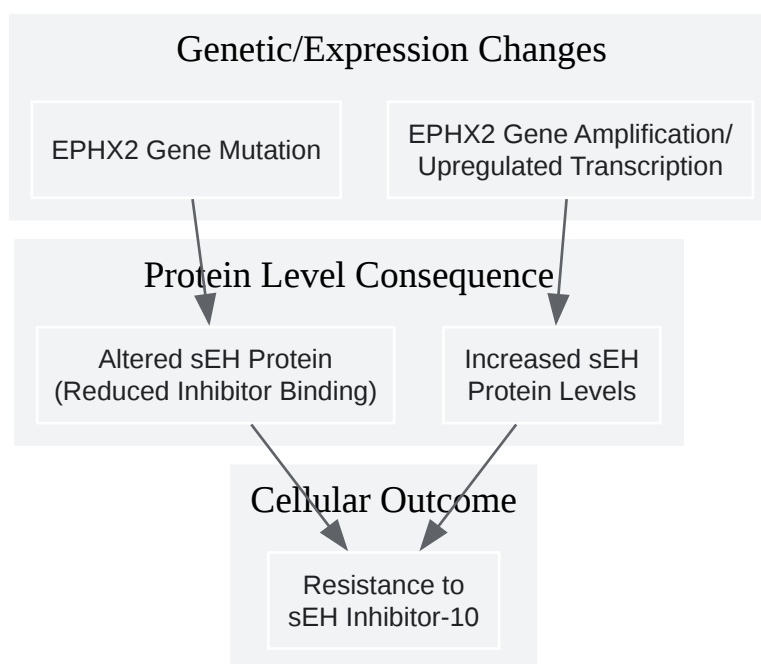 Genetic/Expression Changes
EPHX2 Gene Mutation
EPHX2 Gene Amplification/
Upregulated Transcription
Protein Level Consequence
Altered sEH Protein
(Reduced Inhibitor Binding)
Increased sEH
Protein Levels
Cellular Outcome
Resistance to
sEH Inhibitor-10